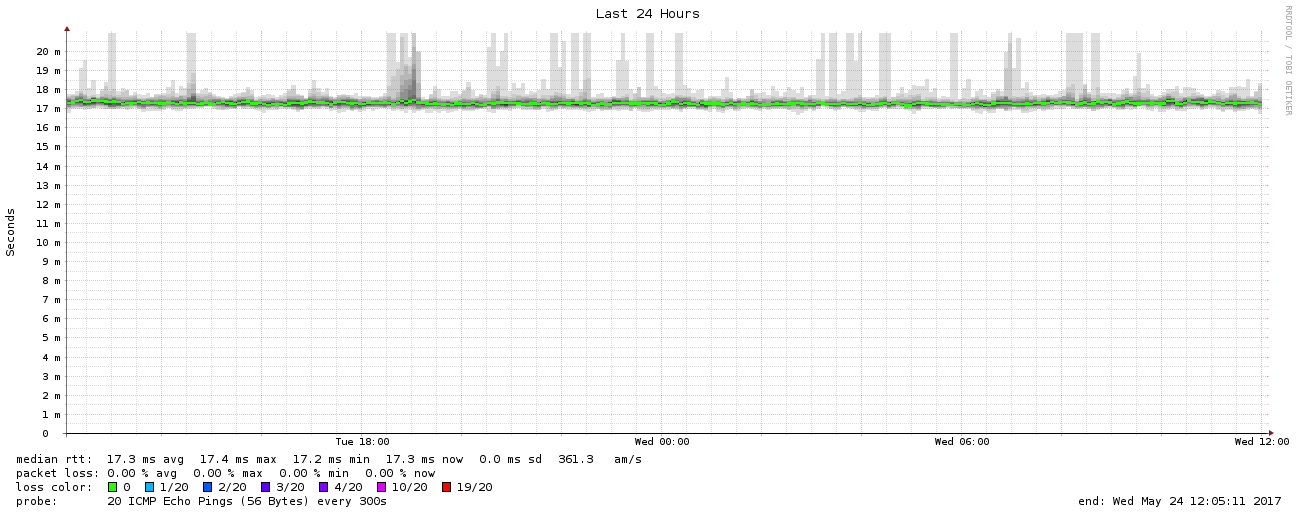 Last 24 Hours
RRDTOOL / TOBI OETIKER
Seconds
20 m
19 m
18 m
17 m
16 m
15 m
14 m
13 m
12 m
11 m
10 m
9 m
8 m
7 m
6 m
5 m
4 m
3 m
2 m
1 m
0
Tue 18:00 Wed 00:00 Wed 06:00 Wed 12:00
median rtt: 17.3 ms avg 17.4 ms max 17.2 ms min 17.3 ms now 0.0 ms sd 361.3 am/s
packet loss: 0.00 % avg 0.00 % max 0.00 % min 0.00 % now
loss color: 0 1/20 2/20 3/20 4/20 10/20 19/20
probe: 20 ICMP Echo Pings (56 Bytes) every 300s end: Wed May 24 12:05:11 2017